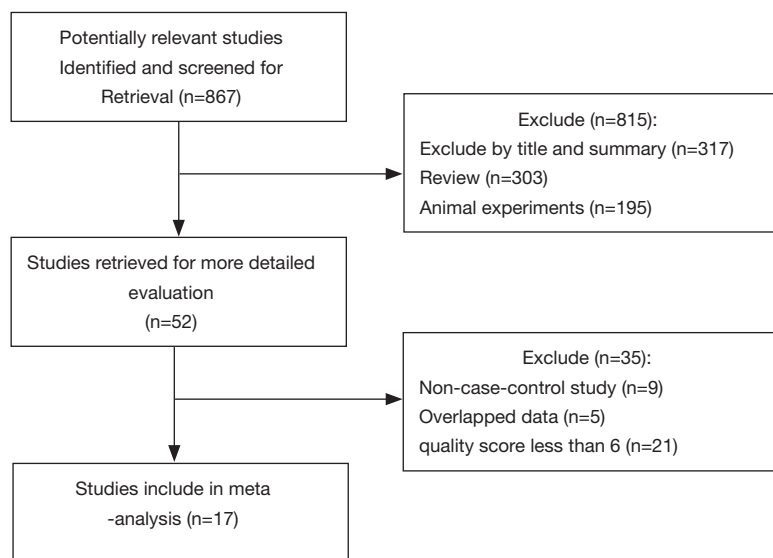 Potentially relevant studies
Identified and screened for
Retrieval (n=867)
Exclude (n=815):
Exclude by title and summary (n=317)
Review (n=303)
Animal experiments (n=195)
Studies retrieved for more detailed
evaluation
(n=52)
Exclude (n=35):
Non-case-control study (n=9)
Overlapped data (n=5)
quality score less than 6 (n=21)
Studies include in meta
-analysis (n=17)